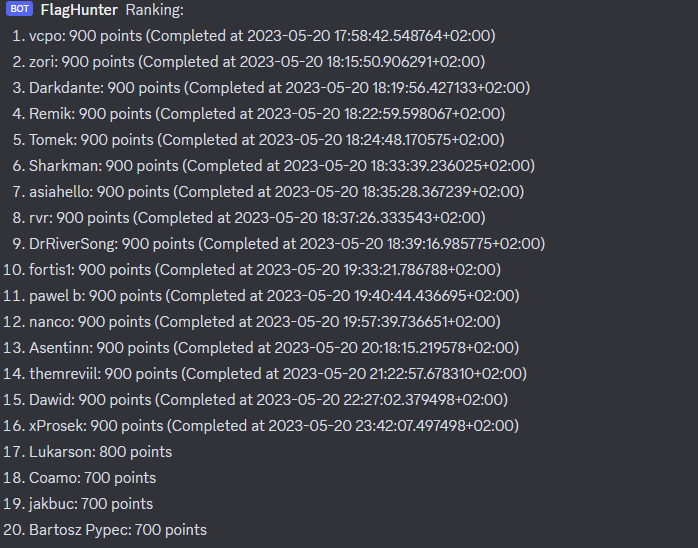 BOT FlagHunter Ranking:
1. vcpo: 900 points (Completed at 2023-05-20 17:58:42.548764+02:00)
2. zori: 900 points (Completed at 2023-05-20 18:15:50.906291+02:00)
3. Darkdante: 900 points (Completed at 2023-05-20 18:19:56.427133+02:00)
4. Remik: 900 points (Completed at 2023-05-20 18:22:59.598067+02:00)
5. Tomek: 900 points (Completed at 2023-05-20 18:24:48.170575+02:00)
6. Sharkman: 900 points (Completed at 2023-05-20 18:33:39.236025+02:00)
7. asiahello: 900 points (Completed at 2023-05-20 18:35:28.367239+02:00)
8. rvr: 900 points (Completed at 2023-05-20 18:37:26.333543+02:00)
9. DrRiverSong: 900 points (Completed at 2023-05-20 18:39:16.985775+02:00)
10. fortis1: 900 points (Completed at 2023-05-20 19:33:21.786788+02:00)
11. pawel b: 900 points (Completed at 2023-05-20 19:40:44.436695+02:00)
12. nanco: 900 points (Completed at 2023-05-20 19:57:39.736651+02:00)
13. Asentinn: 900 points (Completed at 2023-05-20 20:18:15.219578+02:00)
14. themreviil: 900 points (Completed at 2023-05-20 21:22:57.678310+02:00)
15. Dawid: 900 points (Completed at 2023-05-20 22:27:02.379498+02:00)
16. xProsek: 900 points (Completed at 2023-05-20 23:42:07.497498+02:00)
17. Lukarson: 800 points
18. Coamo: 700 points
19. jakbuc: 700 points
20. Bartosz Pypec: 700 points